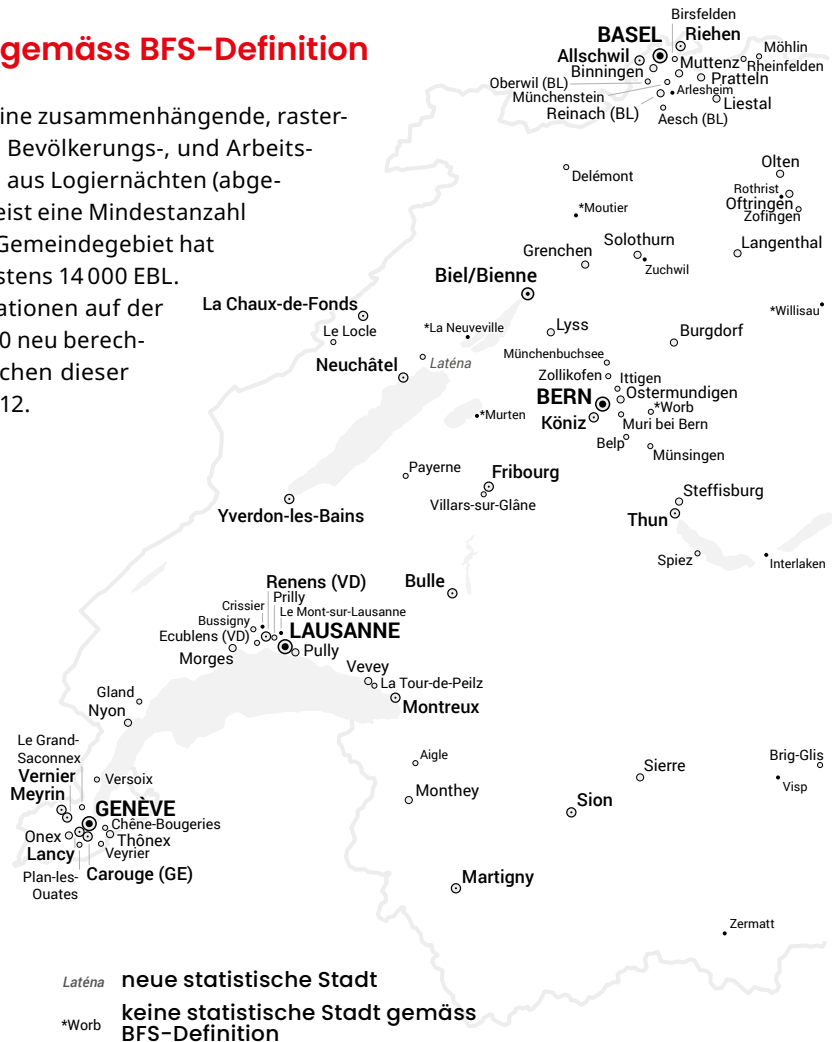 gemäss BFS-Definition
ine zusammenhängende, raster-
Bevölkerungs-, und Arbeits-
aus Logiernächten (abge-
eist eine Mindestanzahl
Gemeindegebiet hat
stens 14 000 EBL.
ationen auf der
0 neu berech-
chen dieser
12.
Birsfelden
BASEL
Riehen
Allschwil
Möhlin
Binningen
Muttenz
Rheinfelden
Oberwil (BL)
Pratteln
Münchenstein
Arlesheim
Reinach (BL)
Liestal
Aesch (BL)
Olten
Delémont
Rothrist
Oftringen
*Moutier
Zofingen
Grenchen
Solothurn
Langenthal
Zuchwil
Biel/Bienne
La Chaux-de-Fonds
*Willisau
Le Locle
*La Neuveville
Lyss
Burgdorf
Neuchâtel
Laténa
Münchenbuchsee
Zollikofen
Ittigen
BERN
Ostermundigen
*Worb
*Murten
Köniz
Muri bei Bern
Belp
Münsingen
Payerne
Fribourg
Villars-sur-Glâne
Steffisburg
Yverdon-les-Bains
Thun
Spiez
Interlaken
Renens (VD)
Bulle
Prilly
Crissier
Le Mont-sur-Lausanne
Bussigny
Ecublens (VD)
LAUSANNE
Morges
Pully
Vevey
La Tour-de-Peilz
Gland
Montreux
Nyon
Le Grand-
Saconnex
Vernier
Versoix
Meyrin
Aigle
Sierre
Brig-Glis
Visp
Monthey
Sion
GENÈVE
Chêne-Bougeries
Onex
Thônex
Lancy
Veyrier
Plan-les-
Ouates
Carouge (GE)
Martigny
Zermatt
Laténa neue statistische Stadt
*Worb keine statistische Stadt gemäss
BFS-Definition